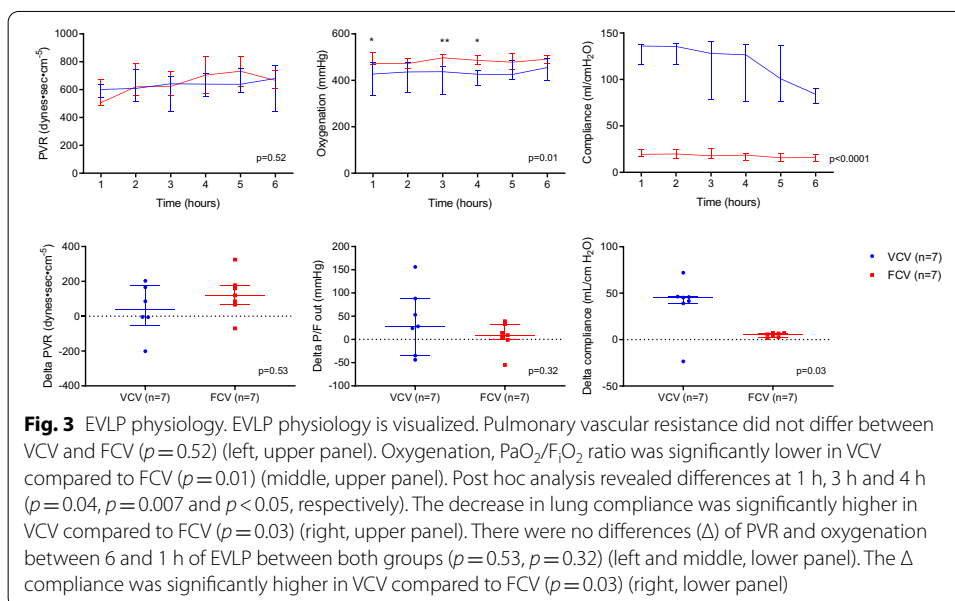 1000
800
600
400
200
0
PVR (dynes•sec•cm-5)
p=0.52
1 2 3 4 5 6
Time (hours)
600
400
200
0
Oxygenation (mmHg)
* ** *
p=0.01
1 2 3 4 5 6
Time (hours)
150
100
50
0
Compliance (ml/cmH2O)
p<0.0001
1 2 3 4 5 6
Time (hours)
400
200
0
-200
-400
Delta PVR (dynes•sec•cm-5)
p=0.53
VCV (n=7) FCV (n=7)
200
150
100
50
0
-50
-100
Delta P/F out (mmHg)
p=0.32
VCV (n=7) FCV (n=7)
100
50
0
50
Delta compliance (mL/cm H2O)
p=0.03
VCV (n=7) FCV (n=7)
VCV (n=7)
FCV (n=7)
Fig. 3 EVLP physiology. EVLP physiology is visualized. Pulmonary vascular resistance did not differ between
VCV and FCV (p = 0.52) (left, upper panel). Oxygenation, PaO2/FiO2 ratio was significantly lower in VCV
compared to FCV (p = 0.01) (middle, upper panel). Post hoc analysis revealed differences at 1 h, 3 h and 4 h
(p = 0.04, p = 0.007 and p < 0.05, respectively). The decrease in lung compliance was significantly higher in
VCV compared to FCV (p = 0.03) (right, upper panel). There were no differences (Δ) of PVR and oxygenation
between 6 and 1 h of EVLP between both groups (p = 0.53, p = 0.32) (left and middle, lower panel). The Δ
compliance was significantly higher in VCV compared to FCV (p = 0.03) (right, lower panel)